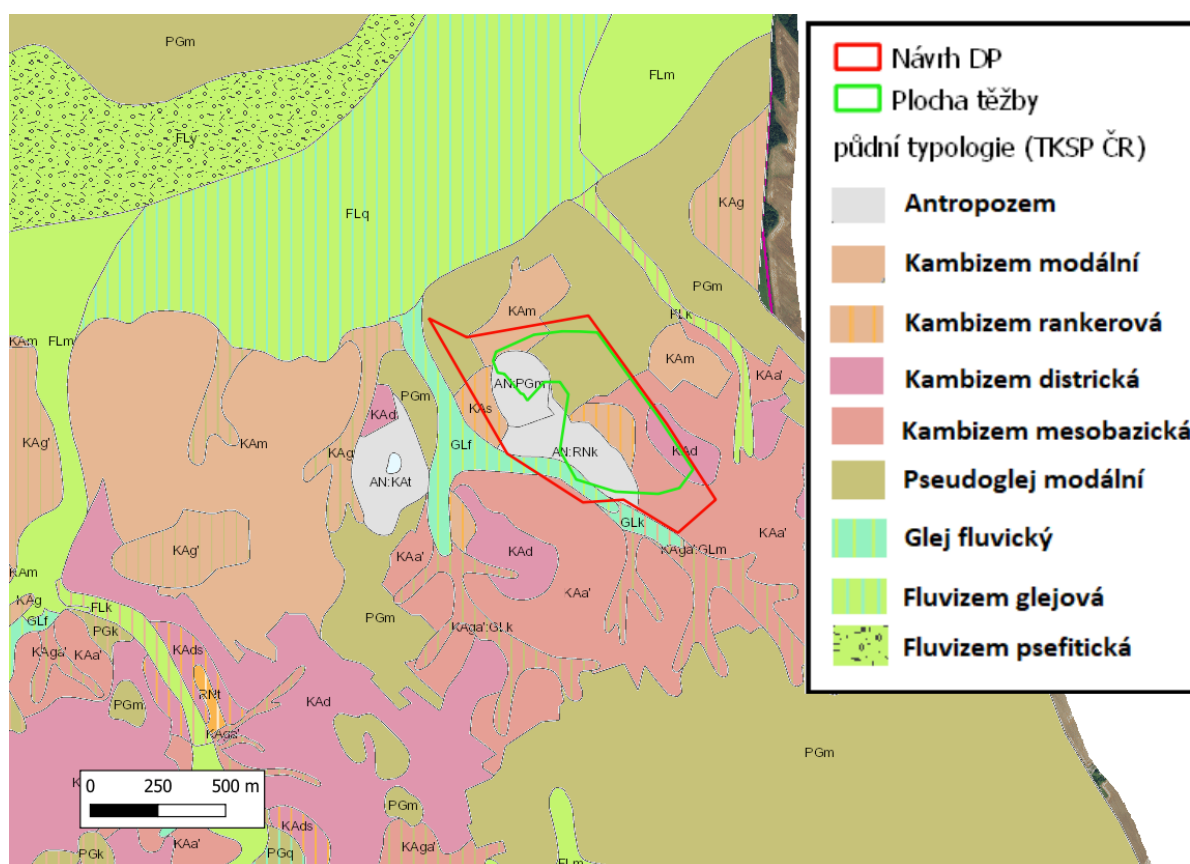 PGm
FLm
FLy
KAg
FLq
PGm
KAm
FLk
KAm
FLm
KAm
KAa'
AN:PGm
PGm
KAs
KAd
KAg'
KAm
GLf
KAg
AN:RNk
KAd
AN:KAt
GLk
KAa'
KAg'
KAd
KAga':GLm
KAa'
KAm
KAa'
KAg
FLk
GLf
PGk
PGm
KAga':GLk
KAga'
KAa'
KAds
RNt
KAd
PGm
KAga'
PGm
0 250 500 m
PGm
KAds
KAa'
PGk
PGq
KAga'
FLm
Návrh DP
Plocha těžby
půdní typologie (TKSP ČR)
Antropozem
Kambizem modální
Kambizem rankerová
Kambizem districká
Kambizem mesobazická
Pseudoglej modální
Glej fluvický
Fluvizem glejová
Fluvizem psefitická